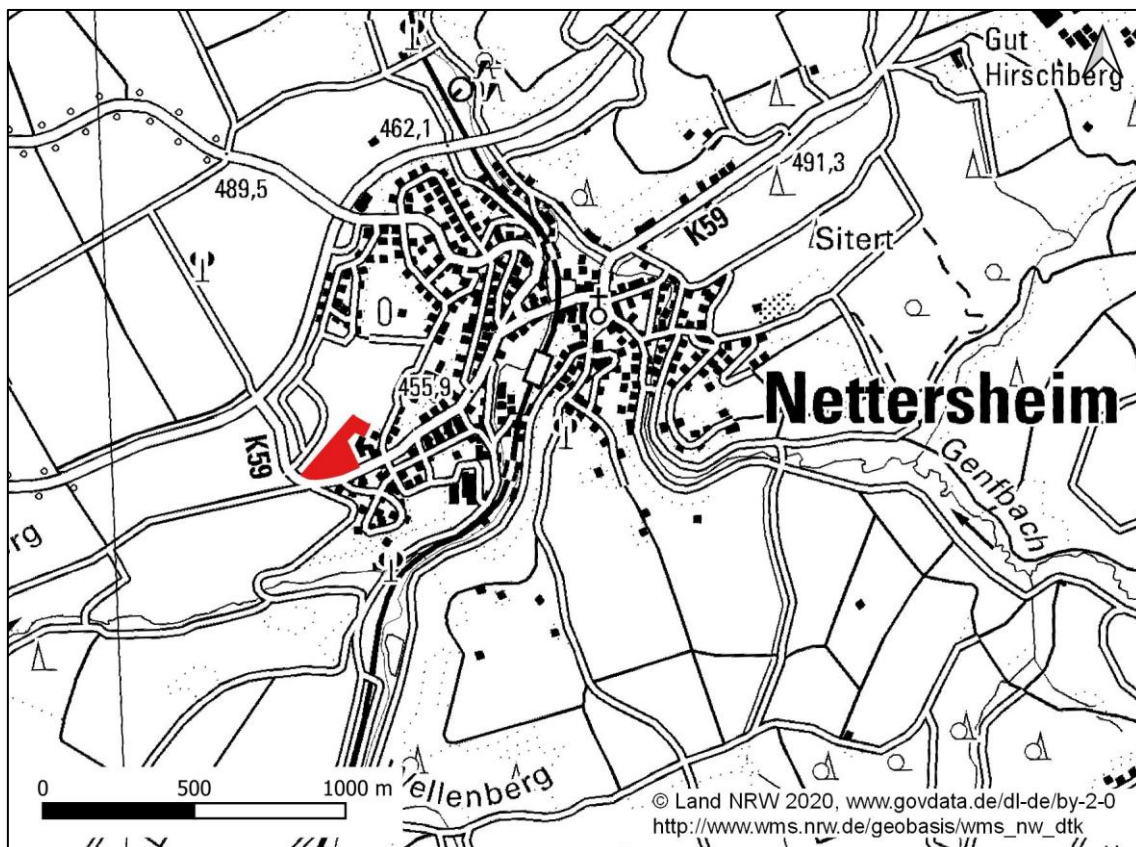 Gut
Hirschberg
462,1
491,3
489,5
K59
Sitert
455,9
Nettersheim
K59
Genfbach
rg
Vellenberg
0 500 1000 m
© Land NRW 2020, www.govdata.de/dl-de/by-2-0
http://www.wms.nrw.de/geobasis/wms_nw_dtk